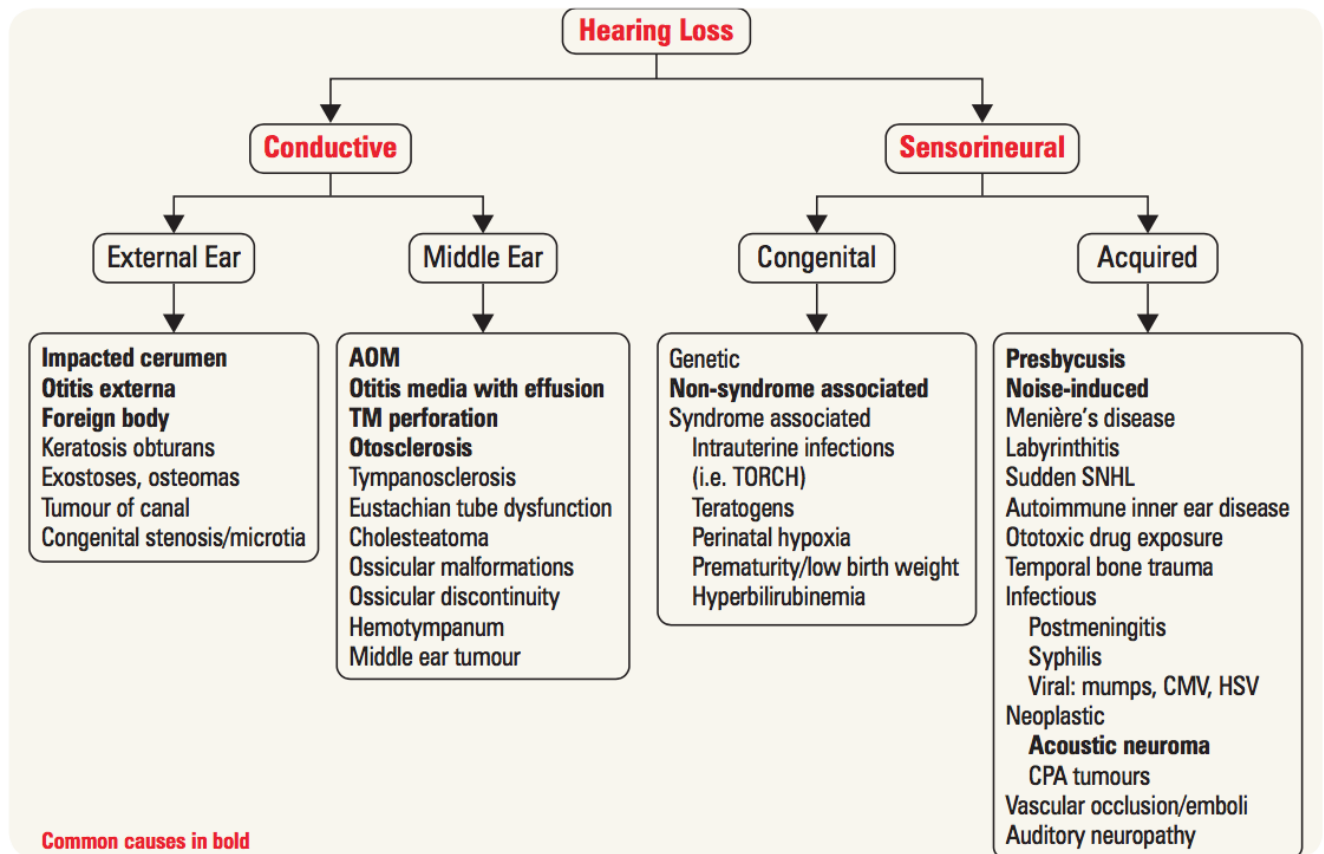 Hearing Loss
Conductive
Sensorineural
External Ear
Middle Ear
Congenital
Acquired
Impacted cerumen
Otitis externa
Foreign body
Keratosis obturans
Exostoses, osteomas
Tumour of canal
Congenital stenosis/microtia
AOM
Otitis media with effusion
TM perforation
Otosclerosis
Tympanosclerosis
Eustachian tube dysfunction
Cholesteatoma
Ossicular malformations
Ossicular discontinuity
Hemotympanum
Middle ear tumour
Genetic
Non-syndrome associated
Syndrome associated
Intrauterine infections
(i.e. TORCH)
Teratogens
Perinatal hypoxia
Prematurity/low birth weight
Hyperbilirubinemia
Presbycusis
Noise-induced
Menière's disease
Labyrinthitis
Sudden SNHL
Autoimmune inner ear disease
Ototoxic drug exposure
Temporal bone trauma
Infectious
Postmeningitis
Syphilis
Viral: mumps, CMV, HSV
Neoplastic
Acoustic neuroma
CPA tumours
Vascular occlusion/emboli
Auditory neuropathy
Common causes in bold